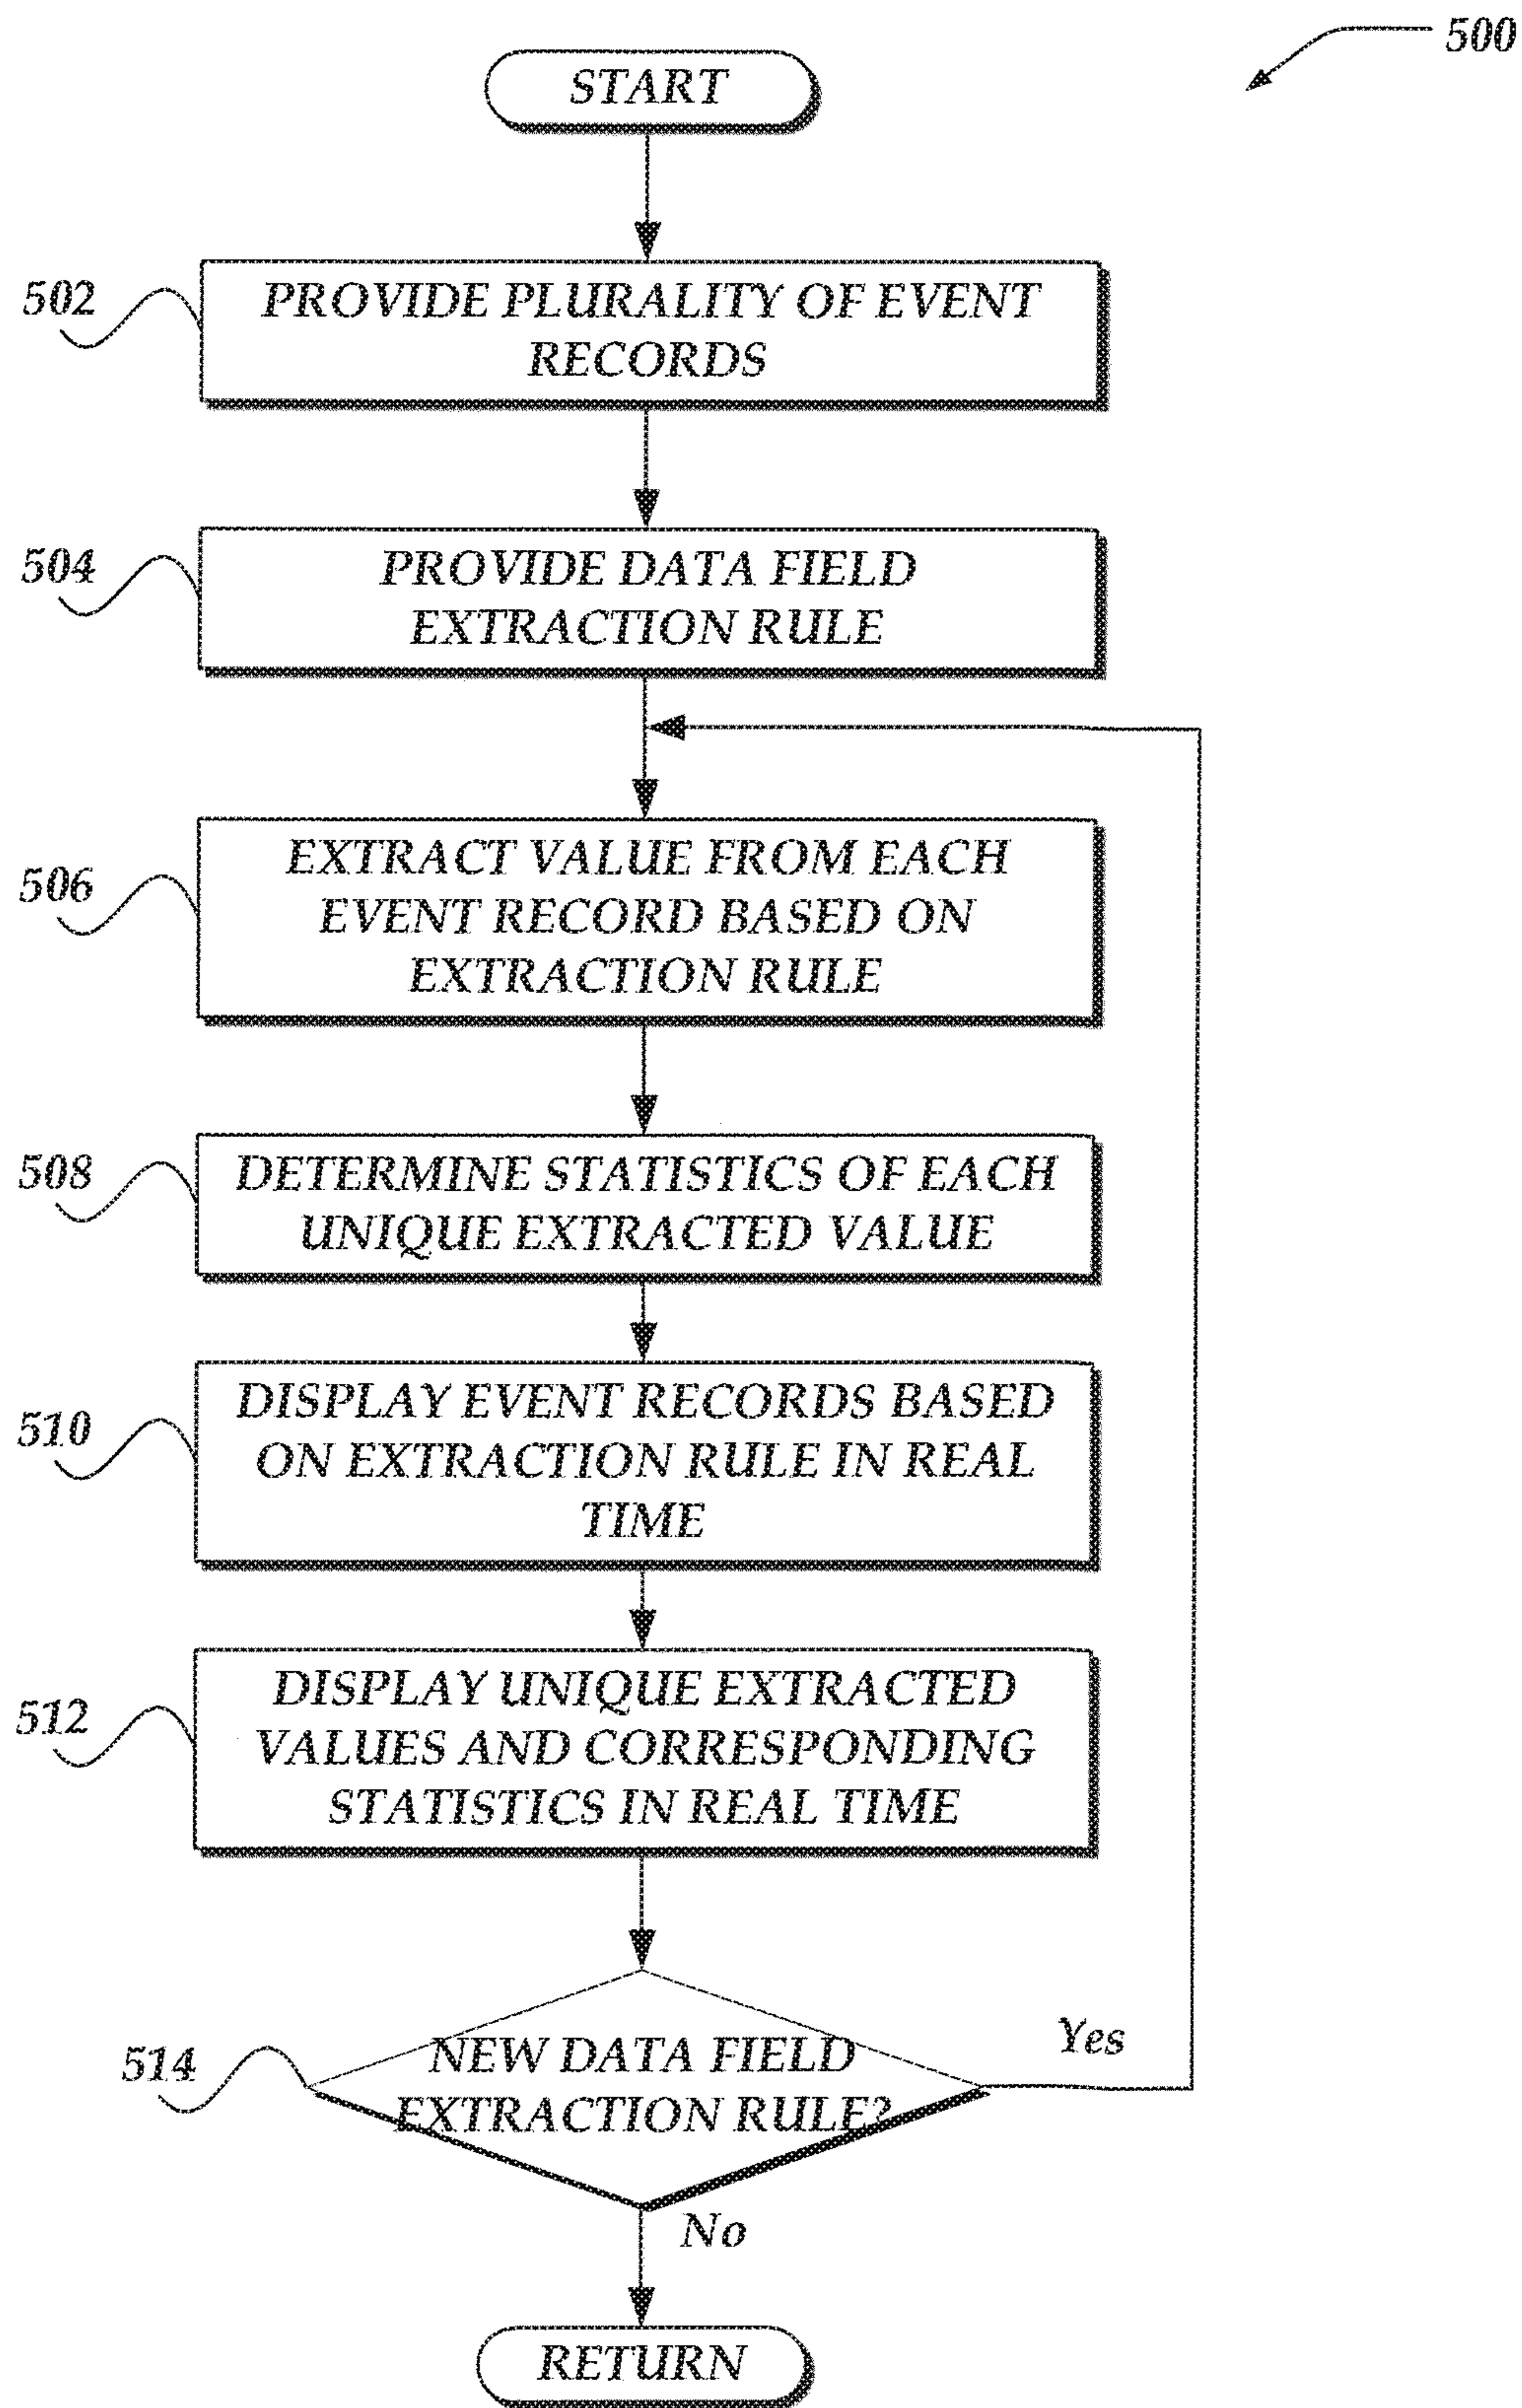 500
START
502
PROVIDE PLURALITY OF EVENT
RECORDS
504
PROVIDE DATA FIELD
EXTRACTION RULE
506
EXTRACT VALUE FROM EACH
EVENT RECORD BASED ON
EXTRACTION RULE
508
DETERMINE STATISTICS OF EACH
UNIQUE EXTRACTED VALUE
510
DISPLAY EVENT RECORDS BASED
ON EXTRACTION RULE IN REAL
TIME
512
DISPLAY UNIQUE EXTRACTED
VALUES AND CORRESPONDING
STATISTICS IN REAL TIME
514
NEW DATA FIELD
EXTRACTION RULE?
Yes
No
RETURN